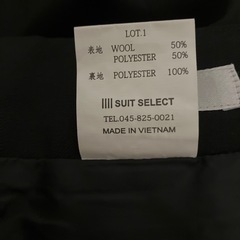 LOT.1
表地 WOOL 50%
POLYESTER 50%
裏地 POLYESTER 100%
SUIT SELECT
TEL.045-825-0021
MADE IN VIETNAM